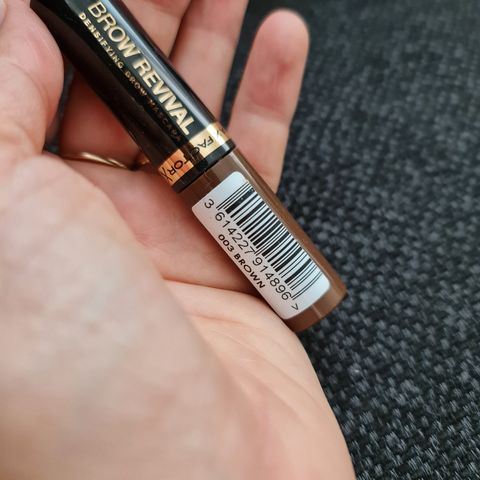 BROW REVIVAL
DENSIFYING BROW MASCARA
3 614227 914896 >
003 BROWN